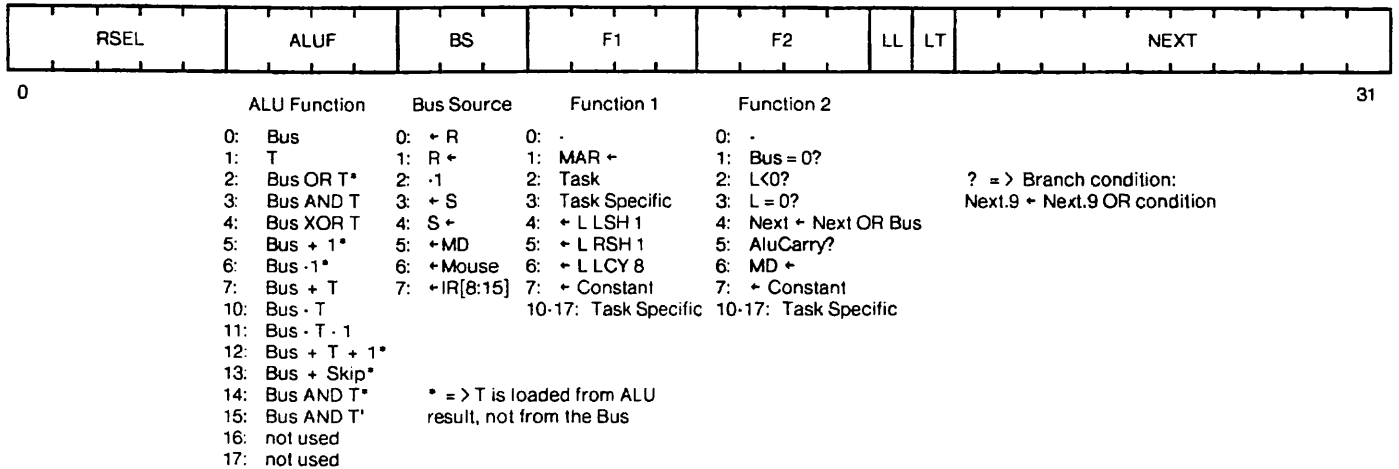 RSEL ALUF BS F1 F2 LL LT NEXT
0 31
ALU Function Bus Source Function 1 Function 2
0: Bus 0: ← R 0: - 0: -
1: T 1: R ← 1: MAR ← 1: Bus = 0?
2: Bus OR T* 2: -1 2: Task 2: L<0? ? = > Branch condition:
3: Bus AND T 3: ← S 3: Task Specific 3: L = 0? Next.9 ← Next.9 OR condition
4: Bus XOR T 4: S ← 4: ← L LSH 1 4: Next ← Next OR Bus
5: Bus + 1* 5: ←MD 5: ← L RSH 1 5: AluCarry?
6: Bus -1* 6: ←Mouse 6: ← L LCY 8 6: MD ←
7: Bus + T 7: ←IR[8:15] 7: ← Constant 7: ← Constant
10: Bus - T 10-17: Task Specific 10-17: Task Specific
11: Bus - T - 1
12: Bus + T + 1*
13: Bus + Skip*
14: Bus AND T* * = > T is loaded from ALU
15: Bus AND T' result, not from the Bus
16: not used
17: not used